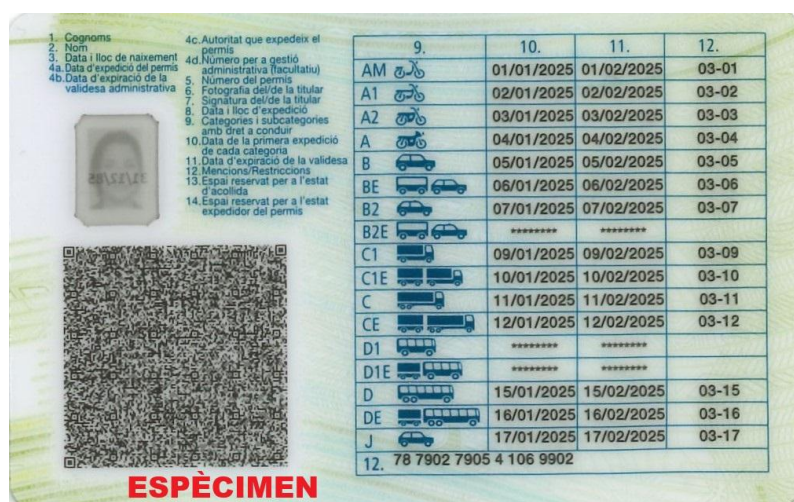 1. Cognoms
2. Nom
3. Data i lloc de naixement
4a. Data d'expedició del permís
4b. Data d'expiració de la
validesa administrativa
4c. Autoritat que expedeix el
permís
4d. Número per a gestió
administrativa (facultatiu)
5. Número del permís
6. Fotografia del/de la titular
7. Signatura del/de la titular
8. Data i lloc d'expedició
9. Categories i subcategories
amb dret a conduir
10. Data de la primera expedició
de cada categoria
11. Data d'expiració de la validesa
12. Mencions/Restriccions
13. Espai reservat per a l'estat
d'acollida
14. Espai reservat per a l'estat
expedidor del permís
31/12/85
9. 10. 11. 12.
AM 01/01/2025 01/02/2025 03-01
A1 02/01/2025 02/02/2025 03-02
A2 03/01/2025 03/02/2025 03-03
A 04/01/2025 04/02/2025 03-04
B 05/01/2025 05/02/2025 03-05
BE 06/01/2025 06/02/2025 03-06
B2 07/01/2025 07/02/2025 03-07
B2E ******** ********
C1 09/01/2025 09/02/2025 03-09
C1E 10/01/2025 10/02/2025 03-10
C 11/01/2025 11/02/2025 03-11
CE 12/01/2025 12/02/2025 03-12
D1 ******** ********
D1E ******** ********
D 15/01/2025 15/02/2025 03-15
DE 16/01/2025 16/02/2025 03-16
J 17/01/2025 17/02/2025 03-17
12. 78 7902 7905 4 106 9902
ESPÈCIMEN